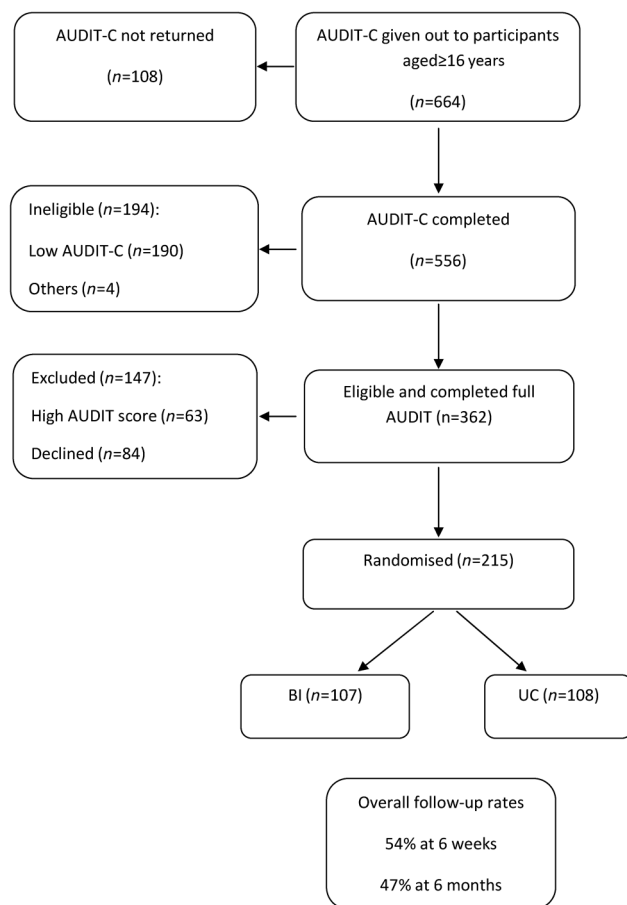 AUDIT-C not returned
(n=108)
AUDIT-C given out to participants
aged≥16 years
(n=664)
Ineligible (n=194):
Low AUDIT-C (n=190)
Others (n=4)
AUDIT-C completed
(n=556)
Excluded (n=147):
High AUDIT score (n=63)
Declined (n=84)
Eligible and completed full
AUDIT (n=362)
Randomised (n=215)
BI (n=107)
UC (n=108)
Overall follow-up rates
54% at 6 weeks
47% at 6 months